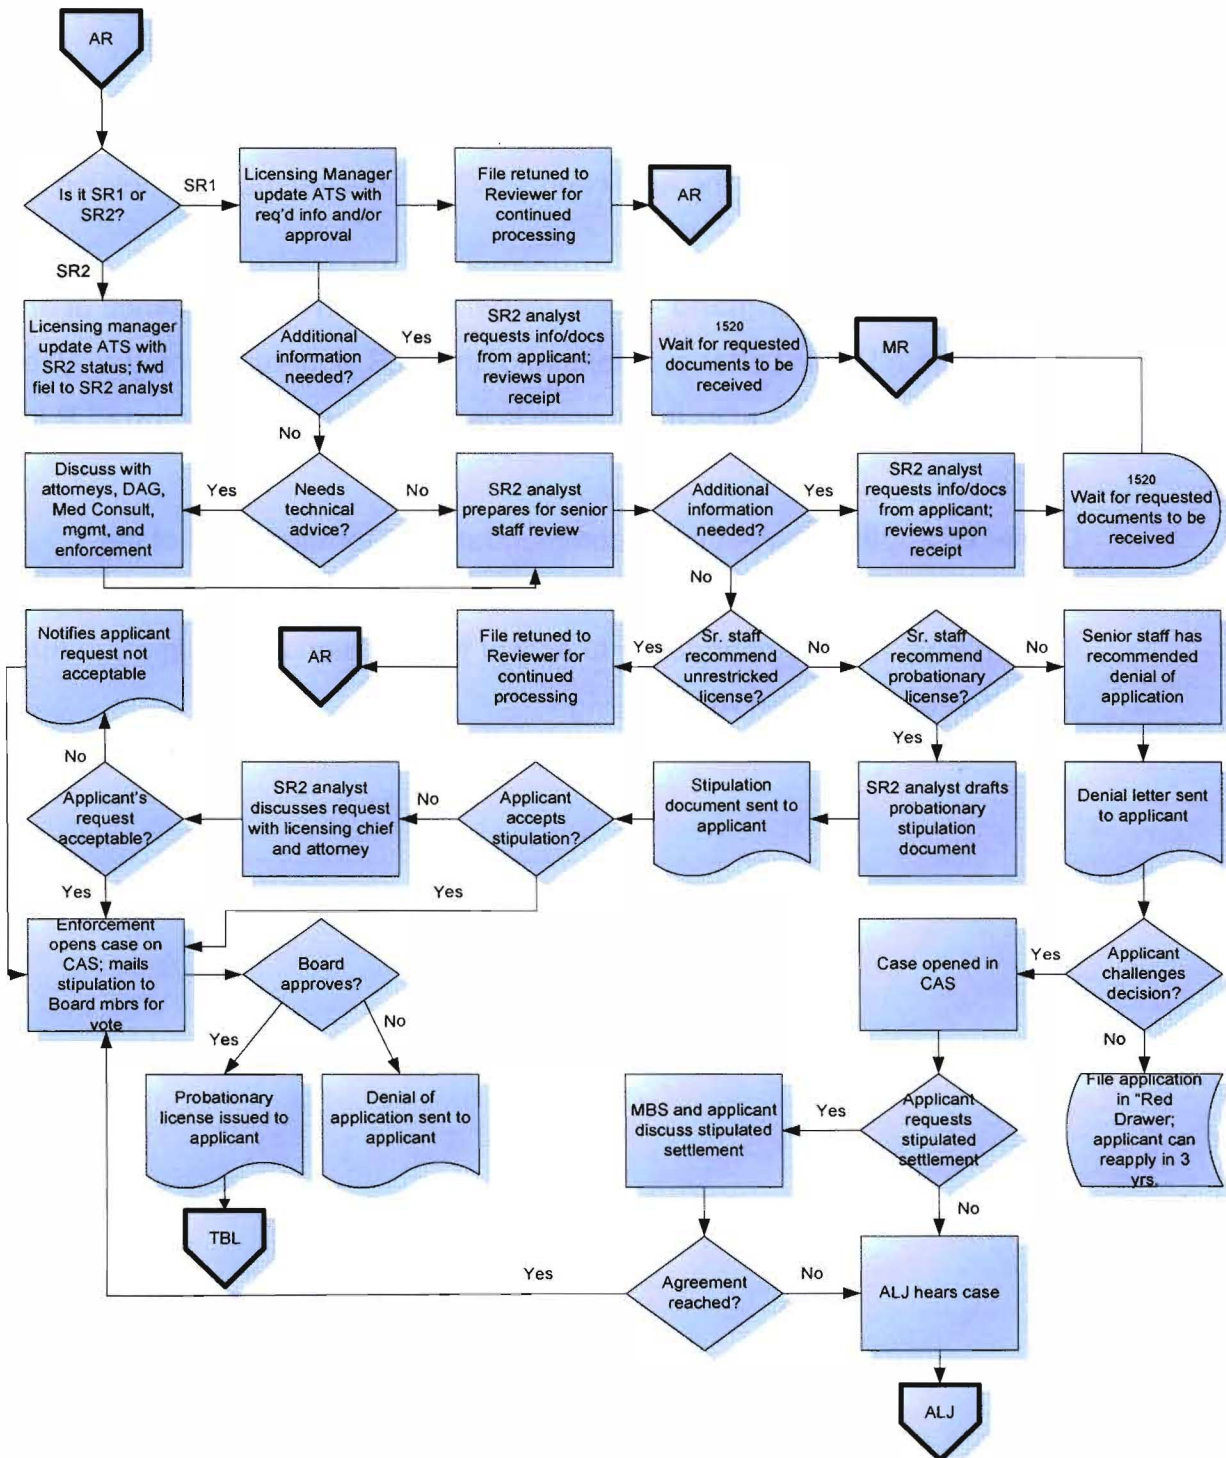 AR
Is it SR1 or
SR2?
SR1
Licensing Manager
update ATS with
req'd info and/or
approval
File retuned to
Reviewer for
continued
processing
AR
SR2
Licensing manager
update ATS with
SR2 status; fwd
fiel to SR2 analyst
Additional
information
needed?
Yes
SR2 analyst
requests info/docs
from applicant;
reviews upon
receipt
1520
Wait for requested
documents to be
received
MR
No
Discuss with
attorneys, DAG,
Med Consult,
mgmt, and
enforcement
Yes
Needs
technical
advice?
No
SR2 analyst
prepares for senior
staff review
Additional
information
needed?
Yes
SR2 analyst
requests info/docs
from applicant;
reviews upon
receipt
1520
Wait for requested
documents to be
received
No
Notifies applicant
request not
acceptable
AR
File retuned to
Reviewer for
continued
processing
Yes
Sr. staff
recommend
unrestricked
license?
No
Sr. staff
recommend
probationary
license?
No
Senior staff has
recommended
denial of
application
No
Yes
Applicant's
request
acceptable?
SR2 analyst
discusses request
with licensing chief
and attorney
No
Applicant
accepts
stipulation?
Stipulation
document sent to
applicant
SR2 analyst drafts
probationary
stipulation
document
Denial letter sent
to applicant
Yes
Yes
Enforcement
opens case on
CAS; mails
stipulation to
Board mbrs for
vote
Board
approves?
Case opened in
CAS
Yes
Applicant
challenges
decision?
Yes
No
No
Probationary
license issued to
applicant
Denial of
application sent to
applicant
MBS and applicant
discuss stipulated
settlement
Yes
Applicant
requests
stipulated
settlement
File application
in "Red
Drawer;
applicant can
reapply in 3
yrs.
No
TBL
Yes
Agreement
reached?
No
ALJ hears case
ALJ